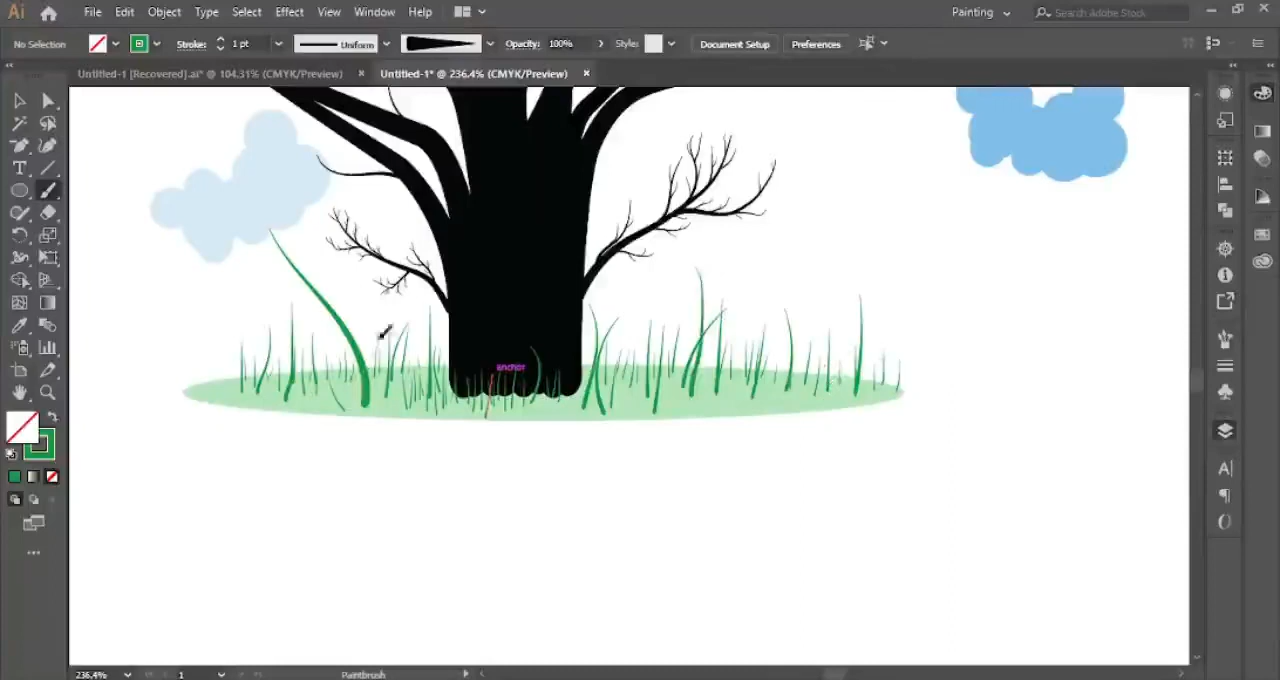 Ai File Edit Object Type Select Effect View Window Help Painting Search Adobe Stock
No Selection Stroke: 1 pt Uniform Opacity: 100% Style: Document Setup Preferences
Untitled-1 [Recovered].ai* @ 104.31% (CMYK/Preview) × Untitled-1* @ 236.4% (CMYK/Preview) ×
anchor
236.4% 1 Paintbrush